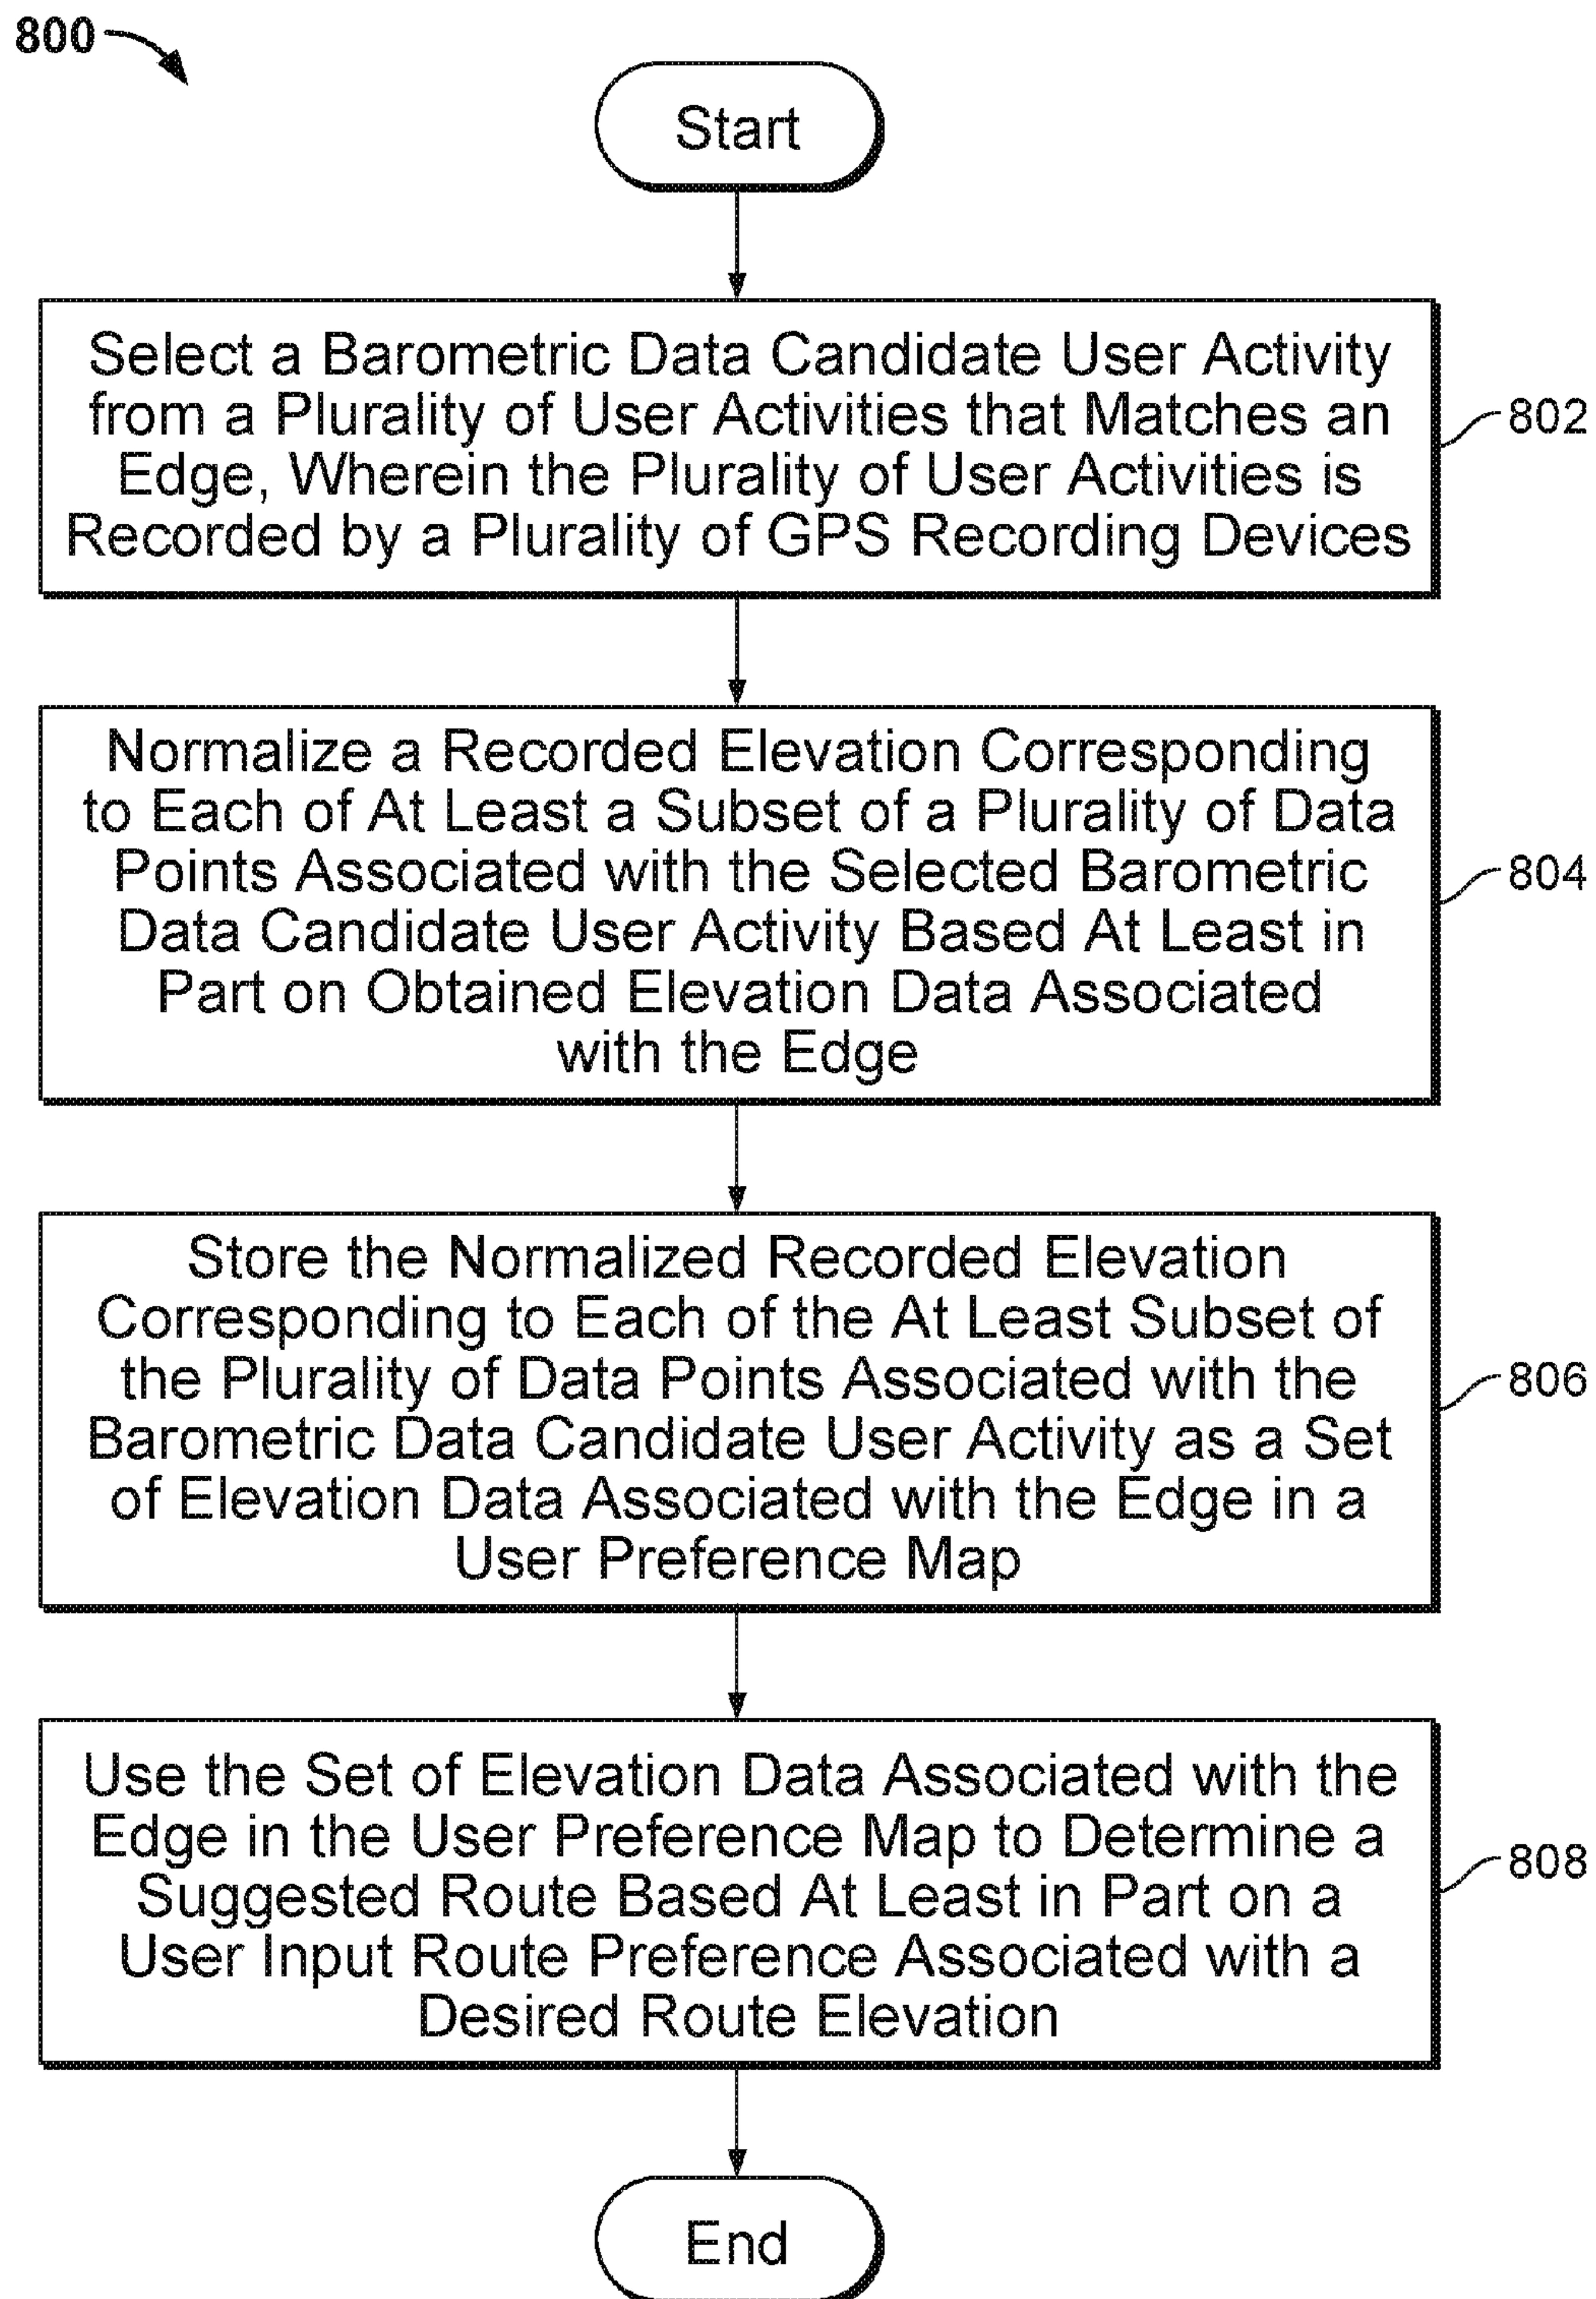 800
Start
Select a Barometric Data Candidate User Activity
from a Plurality of User Activities that Matches an
Edge, Wherein the Plurality of User Activities is
Recorded by a Plurality of GPS Recording Devices
802
Normalize a Recorded Elevation Corresponding
to Each of At Least a Subset of a Plurality of Data
Points Associated with the Selected Barometric
Data Candidate User Activity Based At Least in
Part on Obtained Elevation Data Associated
with the Edge
804
Store the Normalized Recorded Elevation
Corresponding to Each of the At Least Subset of
the Plurality of Data Points Associated with the
Barometric Data Candidate User Activity as a Set
of Elevation Data Associated with the Edge in a
User Preference Map
806
Use the Set of Elevation Data Associated with the
Edge in the User Preference Map to Determine a
Suggested Route Based At Least in Part on a
User Input Route Preference Associated with a
Desired Route Elevation
808
End